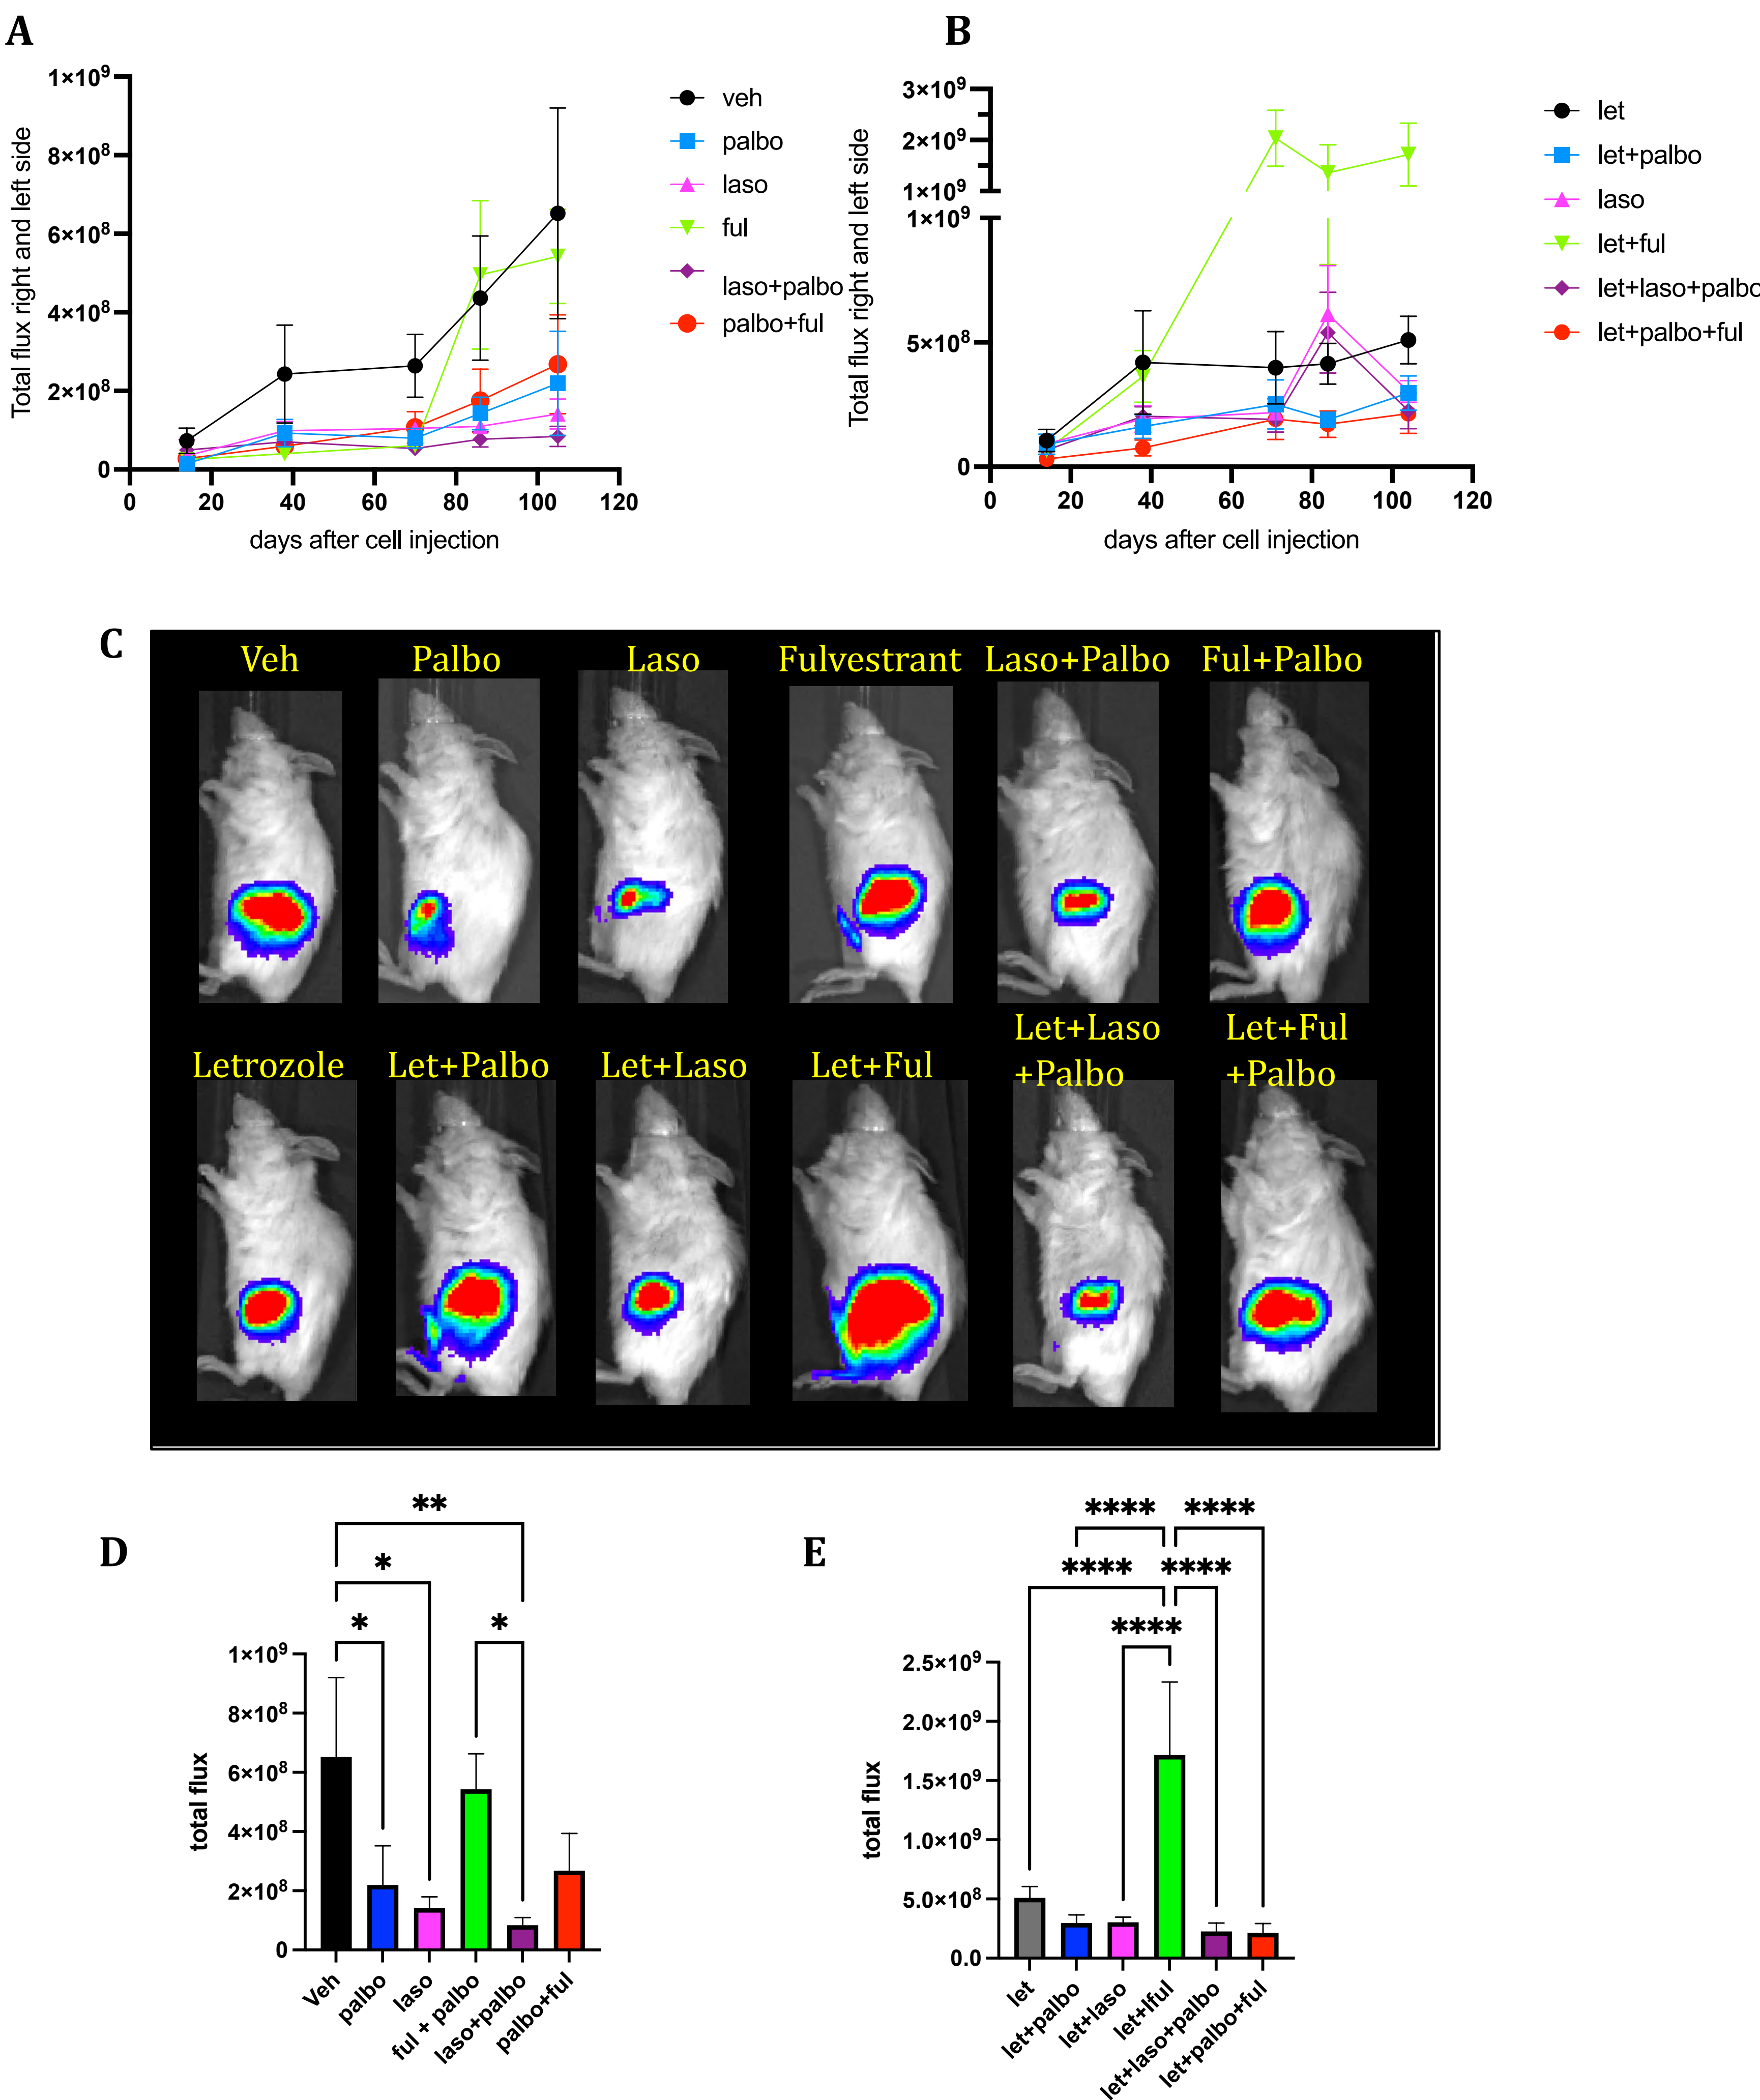 A
B
1×10⁹
8×10⁸
6×10⁸
4×10⁸
2×10⁸
0
0
20
40
60
80
100
120
Total flux right and left side
days after cell injection
veh
palbo
laso
ful
laso+palbo
palbo+ful
3×10⁹
2×10⁹
1×10⁹
1×10⁹
5×10⁸
0
0
20
40
60
80
100
120
Total flux right and left side
days after cell injection
let
let+palbo
laso
let+ful
let+laso+palbo
let+palbo+ful
C
Veh
Palbo
Laso
Fulvestrant
Laso+Palbo
Ful+Palbo
Letrozole
Let+Palbo
Let+Laso
Let+Ful
Let+Laso
+Palbo
Let+Ful
+Palbo
D
**
*
*
*
1×10⁹
8×10⁸
6×10⁸
4×10⁸
2×10⁸
0
total flux
Veh
palbo
laso
ful + palbo
laso+palbo
palbo+ful
E
****
****
****
****
****
2.5×10⁹
2.0×10⁹
1.5×10⁹
1.0×10⁹
5.0×10⁸
0.0
total flux
let
let+palbo
let+laso
let+lful
let+laso+palbo
let+palbo+ful